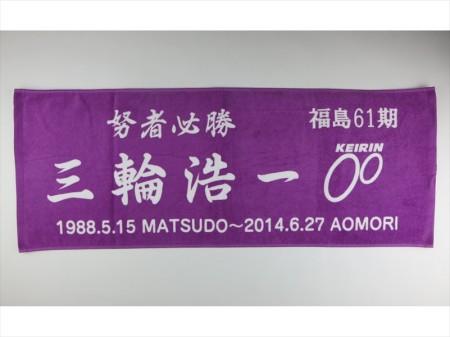 努者必勝 福島61期
三輪浩一 KEIRIN
1988.5.15 MATSUDO～2014.6.27 AOMORI